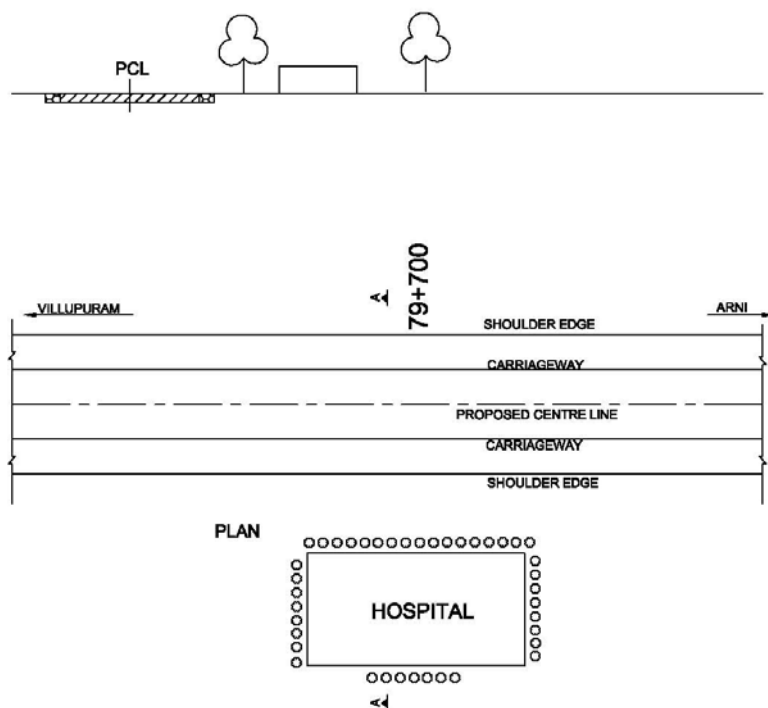 PCL
A
79+700
VILLUPURAM
ARNI
SHOULDER EDGE
CARRIAGEWAY
PROPOSED CENTRE LINE
CARRIAGEWAY
SHOULDER EDGE
PLAN
HOSPITAL
A